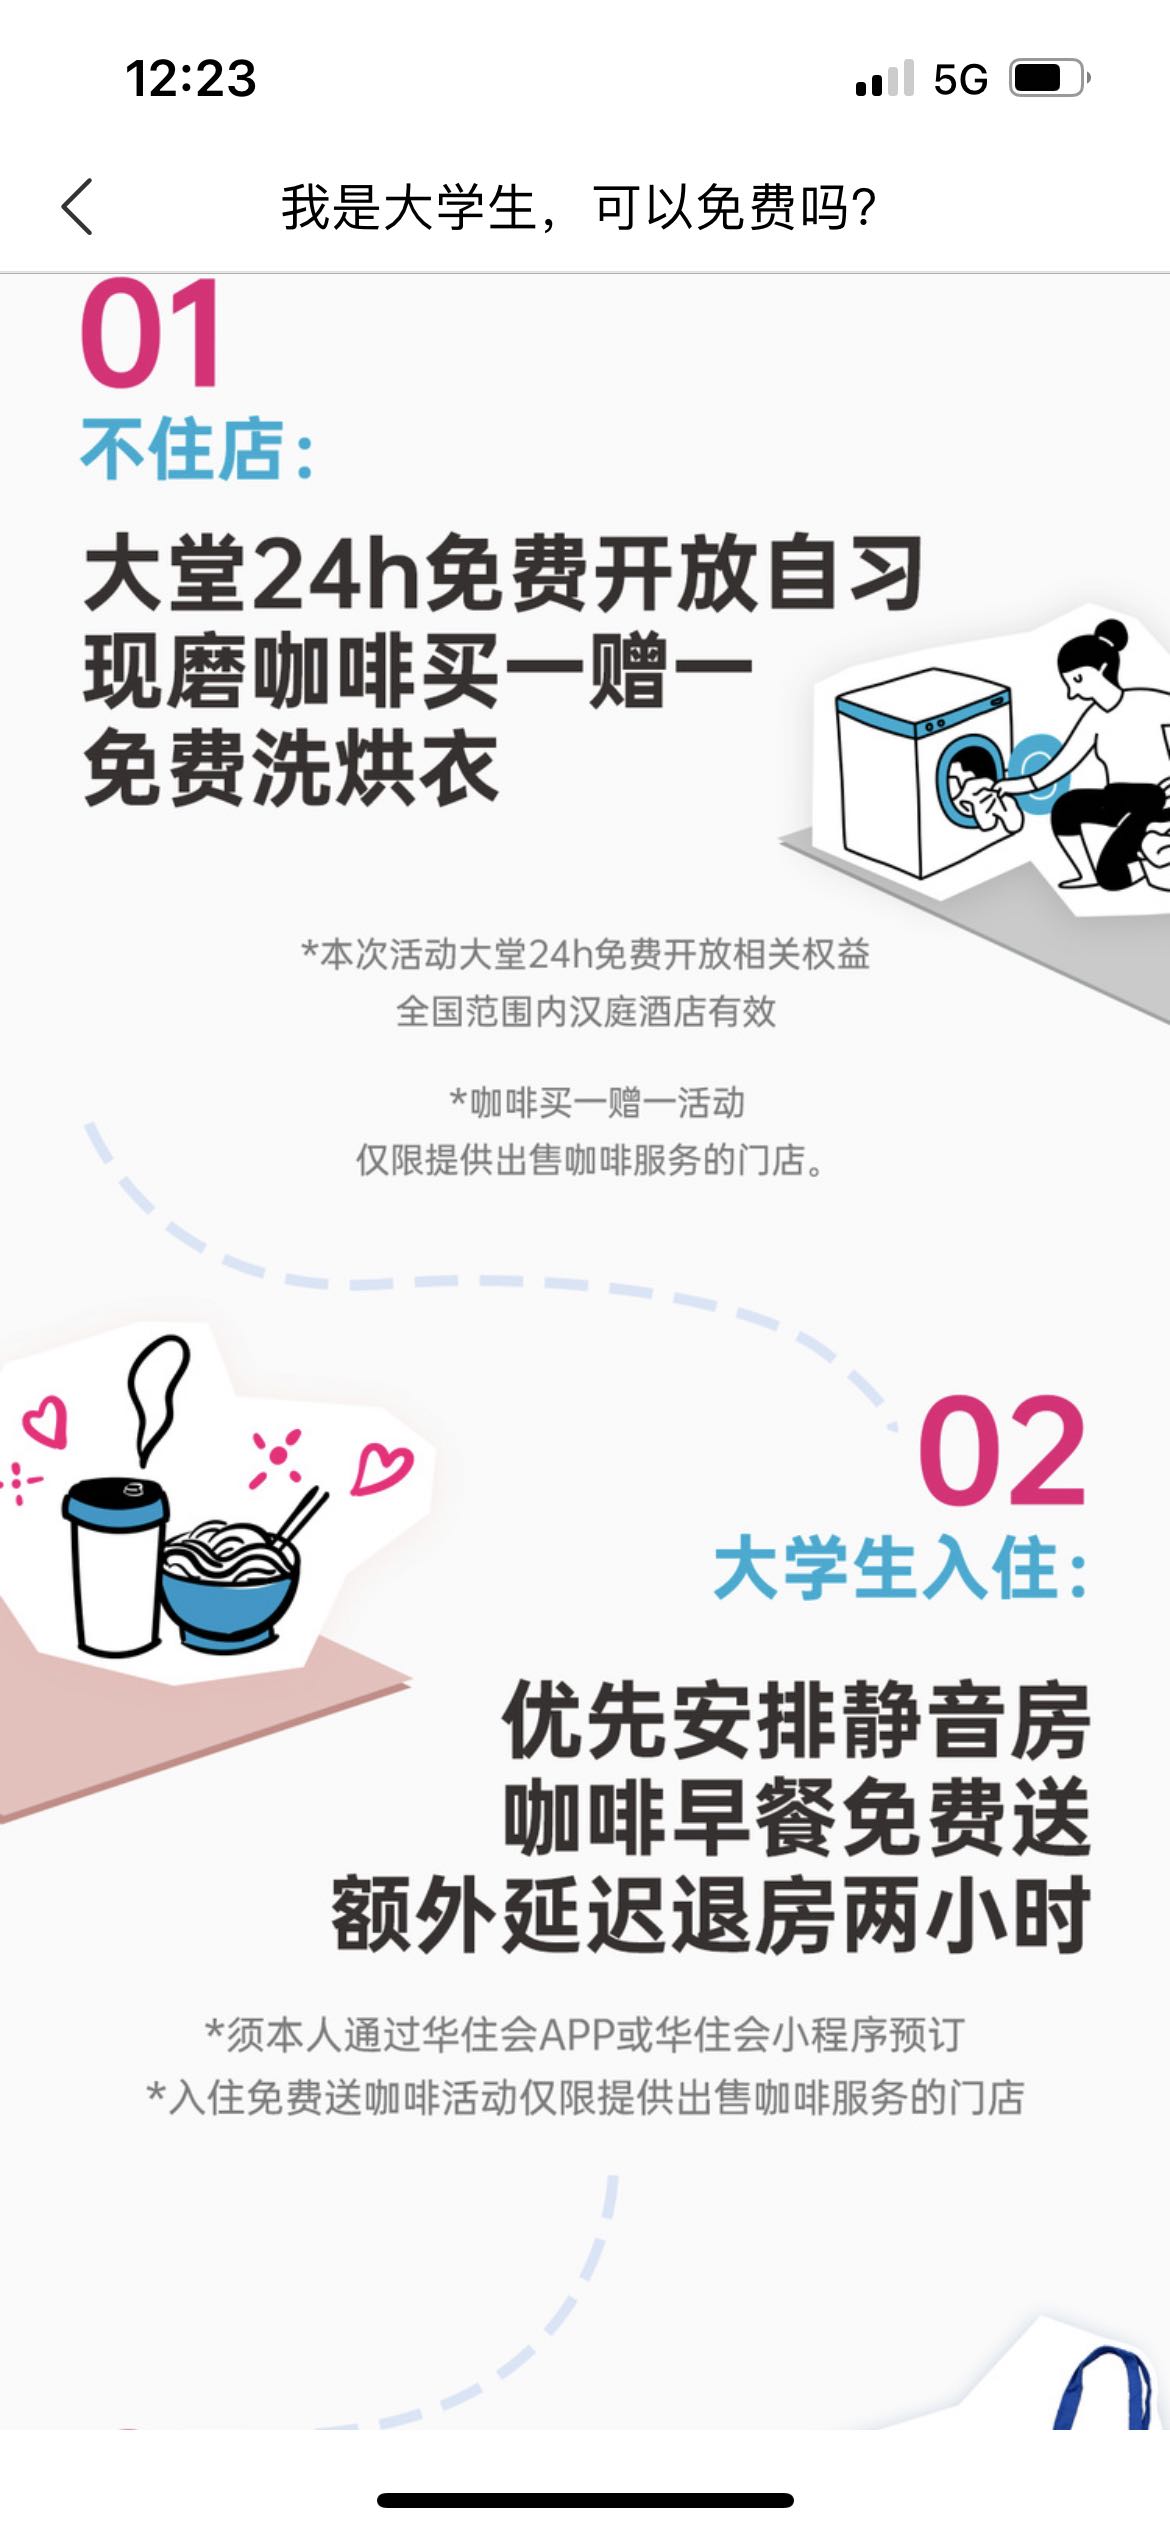 12:23
5G
我是大学生，可以免费吗?
01
不住店：
大堂24h免费开放自习
现磨咖啡买一赠一
免费洗烘衣
*本次活动大堂24h免费开放相关权益
全国范围内汉庭酒店有效
*咖啡买一赠一活动
仅限提供出售咖啡服务的门店。
02
大学生入住：
优先安排静音房
咖啡早餐免费送
额外延迟退房两小时
*须本人通过华住会APP或华住会小程序预订
*入住免费送咖啡活动仅限提供出售咖啡服务的门店